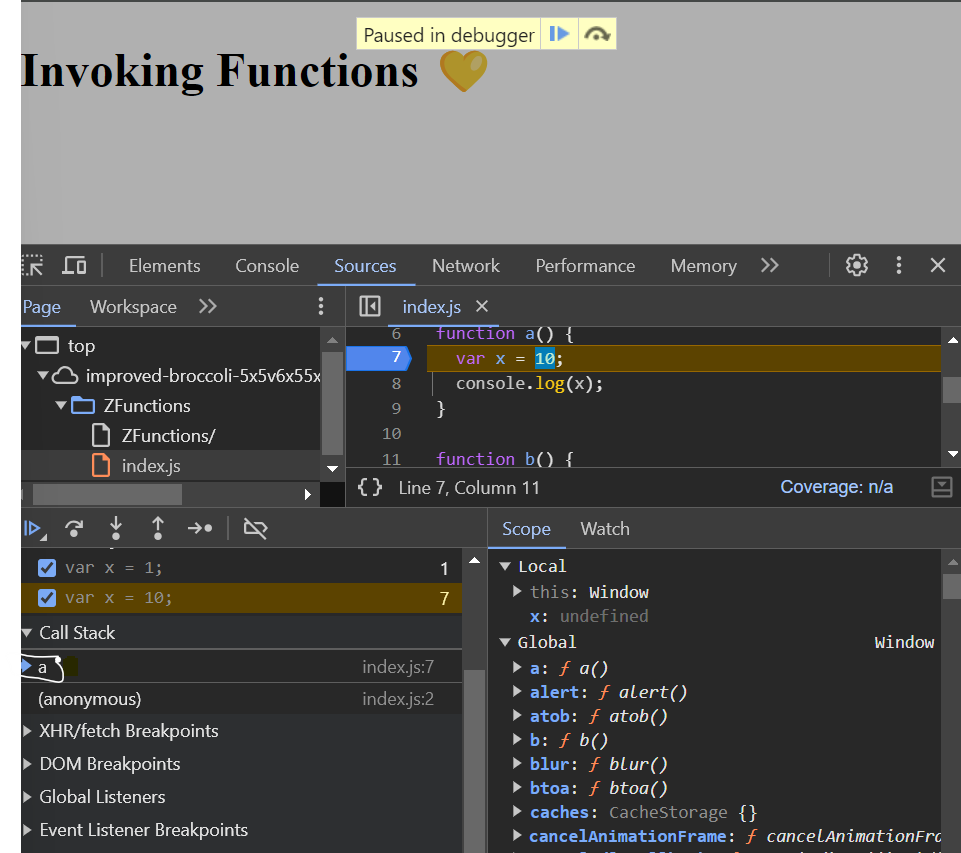 Paused in debugger
Invoking Functions 💛
Elements Console Sources Network Performance Memory
Page Workspace
index.js
top
improved-broccoli-5x5v6x55x
ZFunctions
ZFunctions/
index.js
6 function a() {
7 var x = 10;
8 console.log(x);
9 }
10
11 function b() {
{} Line 7, Column 11 Coverage: n/a
var x = 1; 1
var x = 10; 7
Call Stack
a index.js:7
(anonymous) index.js:2
XHR/fetch Breakpoints
DOM Breakpoints
Global Listeners
Event Listener Breakpoints
Scope Watch
Local
this: Window
x: undefined
Global Window
a: ƒ a()
alert: ƒ alert()
atob: ƒ atob()
b: ƒ b()
blur: ƒ blur()
btoa: ƒ btoa()
caches: CacheStorage {}
cancelAnimationFrame: ƒ cancelAnimationFra